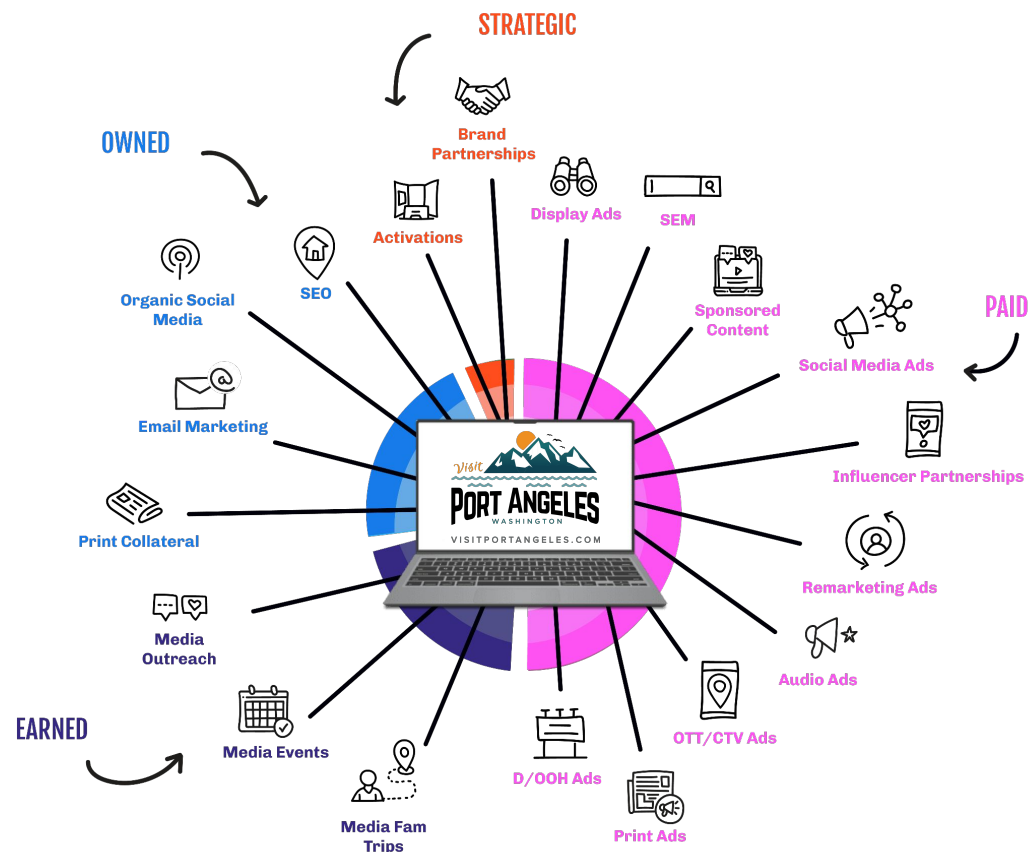 STRATEGIC
Brand
Partnerships
Activations
OWNED
SEO
Organic Social
Media
Email Marketing
Print Collateral
Display Ads
SEM
Sponsored
Content
PAID
Social Media Ads
Influencer Partnerships
Remarketing Ads
Audio Ads
OTT/CTV Ads
Print Ads
D/OOH Ads
Visit
PORT ANGELES
WASHINGTON
VISITPORTANGELES.COM
EARNED
Media
Outreach
Media Events
Media Fam
Trips